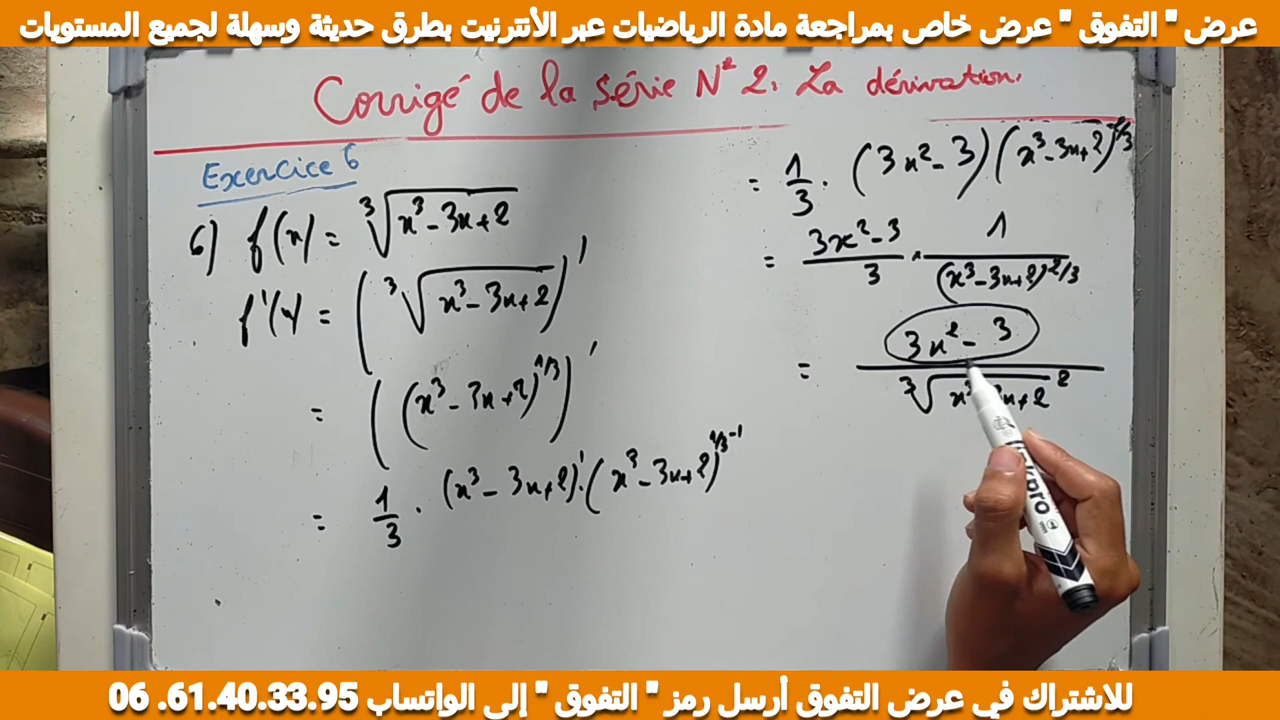 عرض " التفوق " عرض خاص بمراجعة مادة الرياضيات عبر الأنترنيت بطرق حديثة وسهلة لجميع المستويات
Corrigé de la série N° 2. La dérivation.
Exercice 6
6) f(x) = ∛(x³-3x+2)
f'(x) = (∛(x³-3x+2))'
= ((x³-3x+2)^1/3)'
= 1/3 . (x³-3x+2)'.(x³-3x+2)^1/3-1
= 1/3 . (3x²-3)(x³-3x+2)^-2/3
= (3x²-3)/3 . 1/(x³-3x+2)^2/3
= (3x²-3)/∛(x³-3x+2)²
للاشتراك في عرض التفوق أرسل رمز " التفوق " إلى الواتساب 06.61.40.33.95